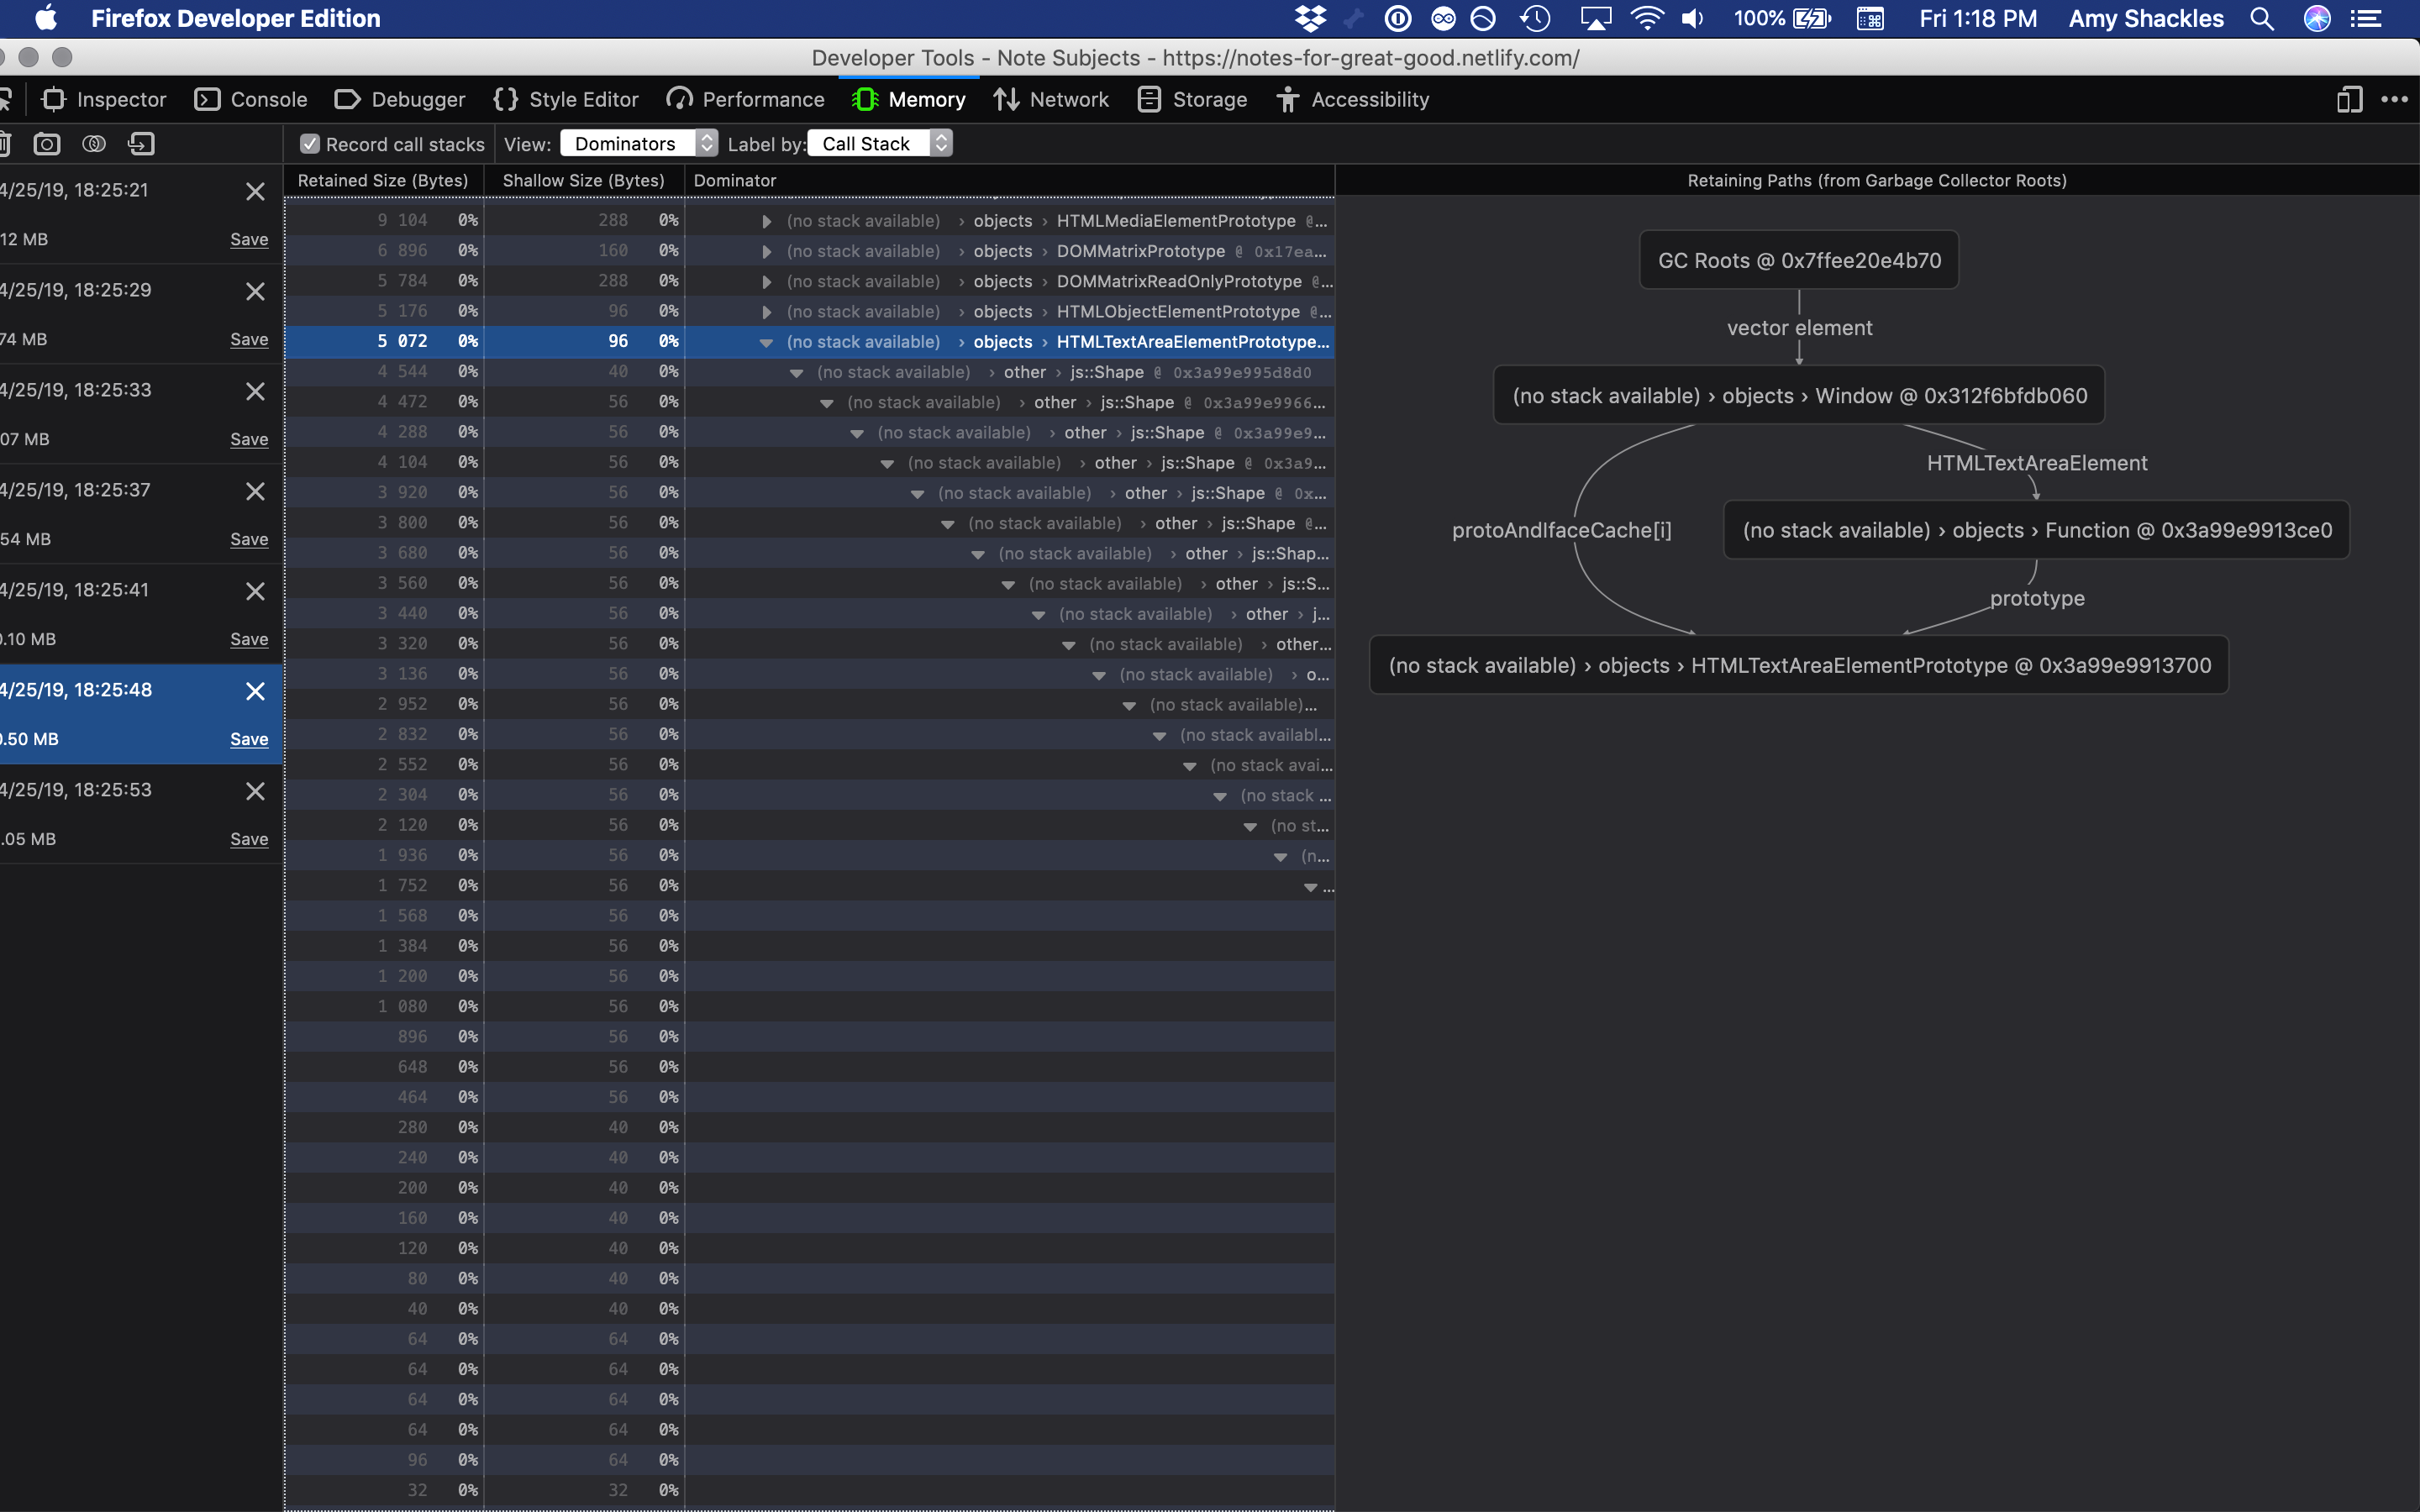 Firefox Developer Edition 100% Fri 1:18 PM Amy Shackles
Developer Tools - Note Subjects - https://notes-for-great-good.netlify.com/
Inspector Console Debugger Style Editor Performance Memory Network Storage Accessibility
Record call stacks View: Dominators Label by: Call Stack
Retained Size (Bytes) Shallow Size (Bytes) Dominator Retaining Paths (from Garbage Collector Roots)
4/25/19, 18:25:21
12 MB Save
4/25/19, 18:25:29
74 MB Save
4/25/19, 18:25:33
07 MB Save
4/25/19, 18:25:37
54 MB Save
4/25/19, 18:25:41
0.10 MB Save
4/25/19, 18:25:48
0.50 MB Save
4/25/19, 18:25:53
.05 MB Save
9 104 0% 288 0% (no stack available) › objects › HTMLMediaElementPrototype @...
6 896 0% 160 0% (no stack available) › objects › DOMMatrixPrototype @ 0x17ea...
5 784 0% 288 0% (no stack available) › objects › DOMMatrixReadOnlyPrototype @...
5 176 0% 96 0% (no stack available) › objects › HTMLObjectElementPrototype @...
5 072 0% 96 0% (no stack available) › objects › HTMLTextAreaElementPrototype...
4 544 0% 40 0% (no stack available) › other › js::Shape @ 0x3a99e995d8d0
4 472 0% 56 0% (no stack available) › other › js::Shape @ 0x3a99e9966...
4 288 0% 56 0% (no stack available) › other › js::Shape @ 0x3a99e9...
4 104 0% 56 0% (no stack available) › other › js::Shape @ 0x3a9...
3 920 0% 56 0% (no stack available) › other › js::Shape @ 0x...
3 800 0% 56 0% (no stack available) › other › js::Shape @...
3 680 0% 56 0% (no stack available) › other › js::Shap...
3 560 0% 56 0% (no stack available) › other › js::S...
3 440 0% 56 0% (no stack available) › other › j...
3 320 0% 56 0% (no stack available) › other...
3 136 0% 56 0% (no stack available) › o...
2 952 0% 56 0% (no stack available)...
2 832 0% 56 0% (no stack availabl...
2 552 0% 56 0% (no stack avai...
2 304 0% 56 0% (no stack ...
2 120 0% 56 0% (no st...
1 936 0% 56 0% (n...
1 752 0% 56 0% ...
1 568 0% 56 0%
1 384 0% 56 0%
1 200 0% 56 0%
1 080 0% 56 0%
896 0% 56 0%
648 0% 56 0%
464 0% 56 0%
280 0% 40 0%
240 0% 40 0%
200 0% 40 0%
160 0% 40 0%
120 0% 40 0%
80 0% 40 0%
40 0% 40 0%
64 0% 64 0%
64 0% 64 0%
64 0% 64 0%
64 0% 64 0%
96 0% 64 0%
32 0% 32 0%
GC Roots @ 0x7ffee20e4b70
vector element
(no stack available) › objects › Window @ 0x312f6bfdb060
HTMLTextAreaElement
protoAndIfaceCache[i]
(no stack available) › objects › Function @ 0x3a99e9913ce0
prototype
(no stack available) › objects › HTMLTextAreaElementPrototype @ 0x3a99e9913700